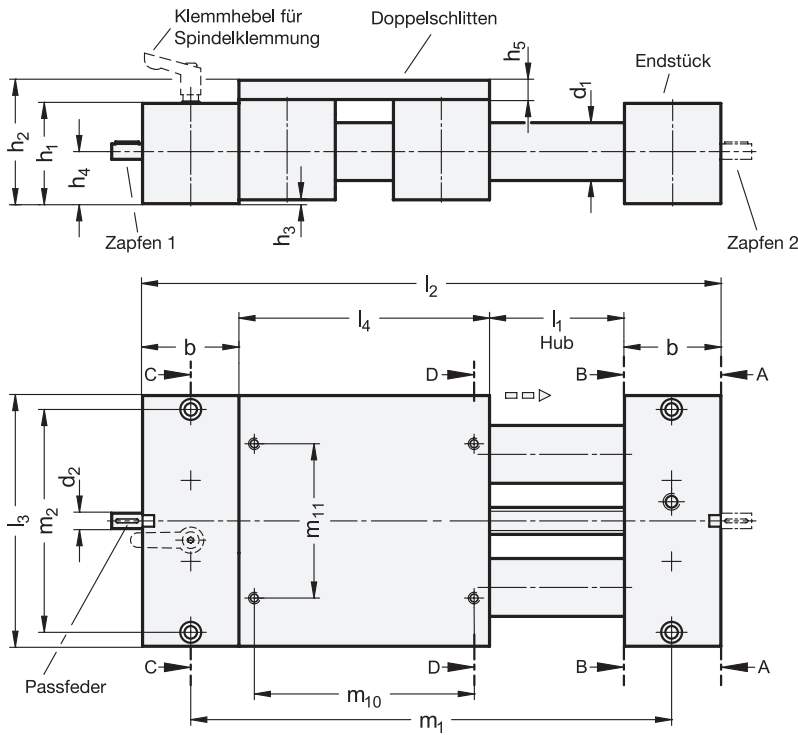 Klemmhebel für
Spindelklemmung
Doppelschlitten
Endstück
h5
d1
h2
h1
h4
h3
Zapfen 1
Zapfen 2
l2
l4
l1
Hub
b
b
C
D
B
A
l3
m2
d2
m11
Passfeder
C
D
B
A
m10
m1